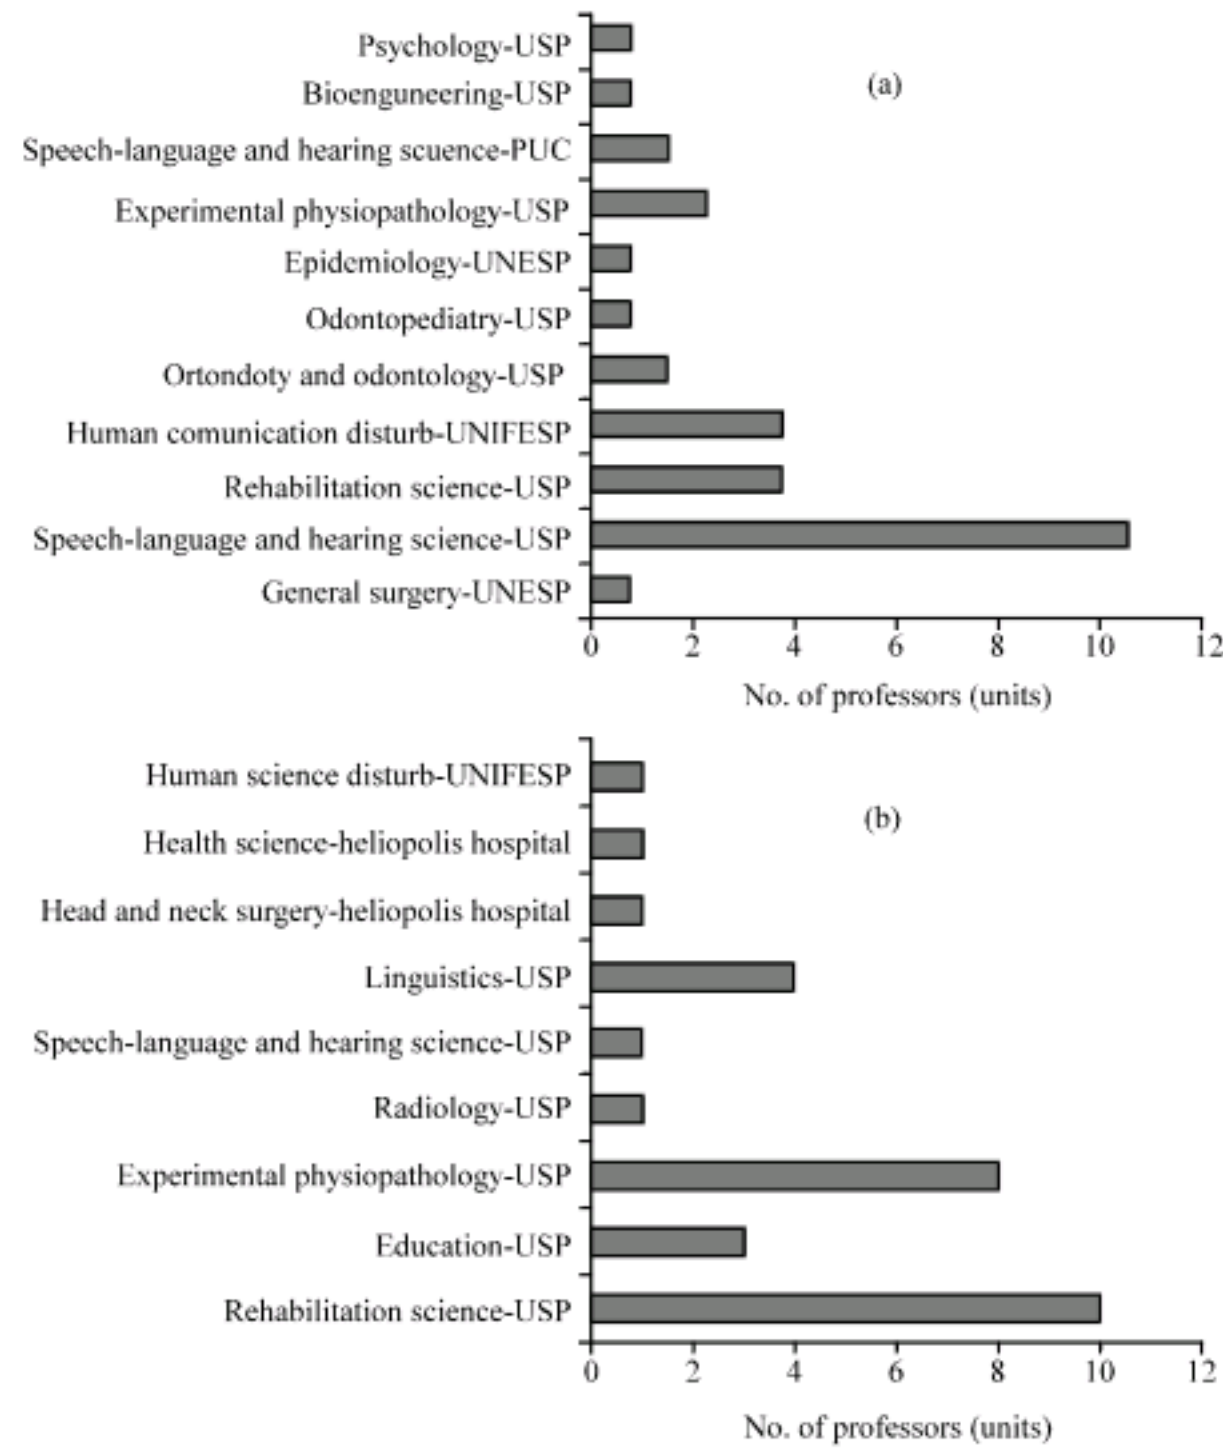 Psychology-USP
(a)
Bioenguneering-USP
Speech-language and hearing scuence-PUC
Experimental physiopathology-USP
Epidemiology-UNESP
Odontopediatry-USP
Ortondoty and odontology-USP
Human comunication disturb-UNIFESP
Rehabilitation science-USP
Speech-language and hearing science-USP
General surgery-UNESP
0 2 4 6 8 10 12
No. of professors (units)
Human science disturb-UNIFESP
(b)
Health science-heliopolis hospital
Head and neck surgery-heliopolis hospital
Linguistics-USP
Speech-language and hearing science-USP
Radiology-USP
Experimental physiopathology-USP
Education-USP
Rehabilitation science-USP
0 2 4 6 8 10 12
No. of professors (units)